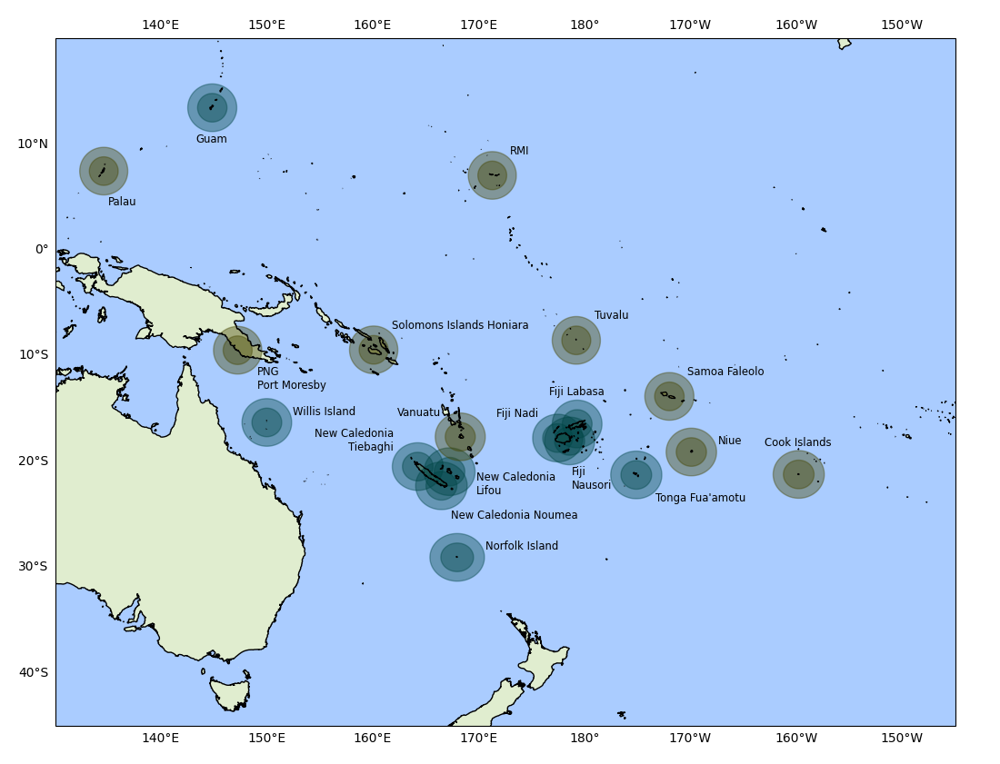 140°E 150°E 160°E 170°E 180° 170°W 160°W 150°W
10°N
0°
10°S
20°S
30°S
40°S
Guam
RMI
Palau
Tuvalu
Solomons Islands Honiara
PNG
Port Moresby
Samoa Faleolo
Fiji Labasa
Willis Island
Vanuatu
Fiji Nadi
New Caledonia
Tiebaghi
Niue
Cook Islands
New Caledonia
Lifou
Fiji
Nausori
Tonga Fua'amotu
New Caledonia Noumea
Norfolk Island
140°E 150°E 160°E 170°E 180° 170°W 160°W 150°W